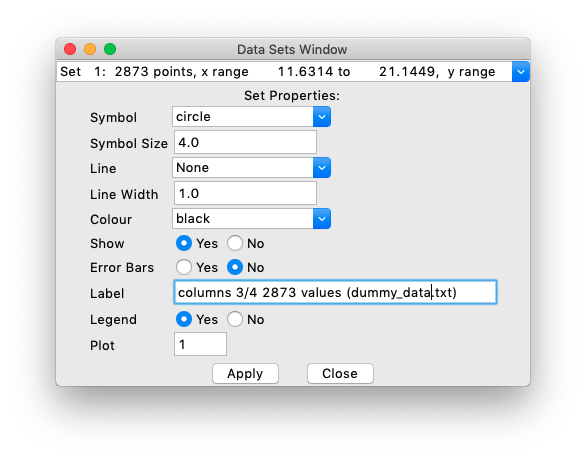 Data Sets Window
Set 1: 2873 points, x range 11.6314 to 21.1449, y range
Set Properties:
Symbol circle
Symbol Size 4.0
Line None
Line Width 1.0
Colour black
Show Yes No
Error Bars Yes No
Label columns 3/4 2873 values (dummy_data.txt)
Legend Yes No
Plot 1
Apply Close